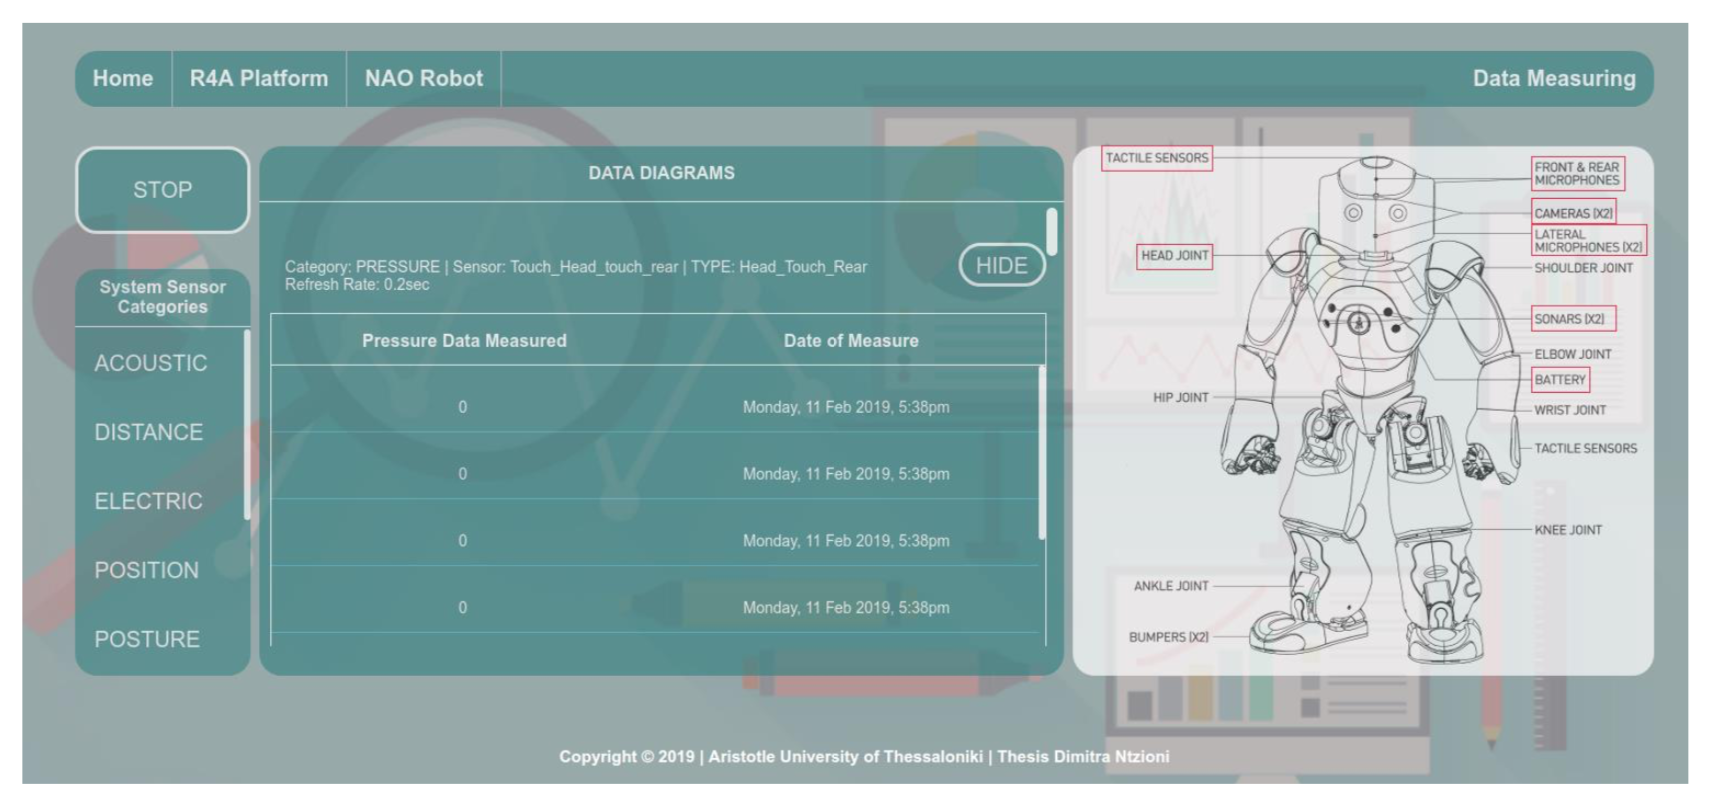 Home
R4A Platform
NAO Robot
Data Measuring
STOP
System Sensor
Categories
ACOUSTIC
DISTANCE
ELECTRIC
POSITION
POSTURE
DATA DIAGRAMS
Category: PRESSURE | Sensor: Touch_Head_touch_rear | TYPE: Head_Touch_Rear
Refresh Rate: 0.2sec
HIDE
Pressure Data Measured
Date of Measure
0
Monday, 11 Feb 2019, 5:38pm
0
Monday, 11 Feb 2019, 5:38pm
0
Monday, 11 Feb 2019, 5:38pm
0
Monday, 11 Feb 2019, 5:38pm
TACTILE SENSORS
HEAD JOINT
HIP JOINT
ANKLE JOINT
BUMPERS (X2)
FRONT & REAR
MICROPHONES
CAMERAS (X2)
LATERAL
MICROPHONES (X2)
SHOULDER JOINT
SONARS (X2)
ELBOW JOINT
BATTERY
WRIST JOINT
TACTILE SENSORS
KNEE JOINT
Copyright © 2019 | Aristotle University of Thessaloniki | Thesis Dimitra Ntzioni